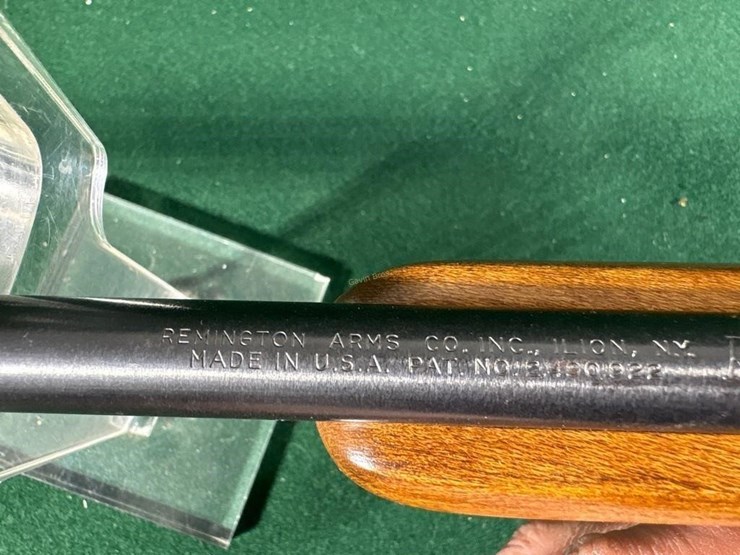 REMINGTON ARMS CO. INC., ILION, N.Y.
MADE IN U.S.A. PAT. NO.